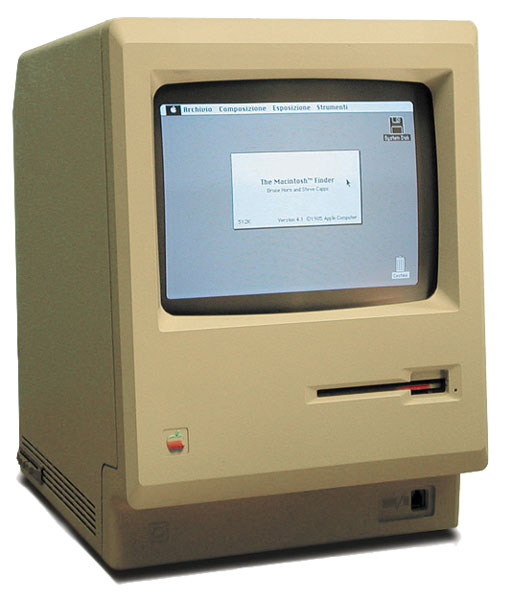 Archivio Composizione Esposizione Strumenti
System Disk
The Macintosh™ Finder
Bruce Horn and Steve Capps
512K Version 4.1 ©1985 Apple Computer
Cestino